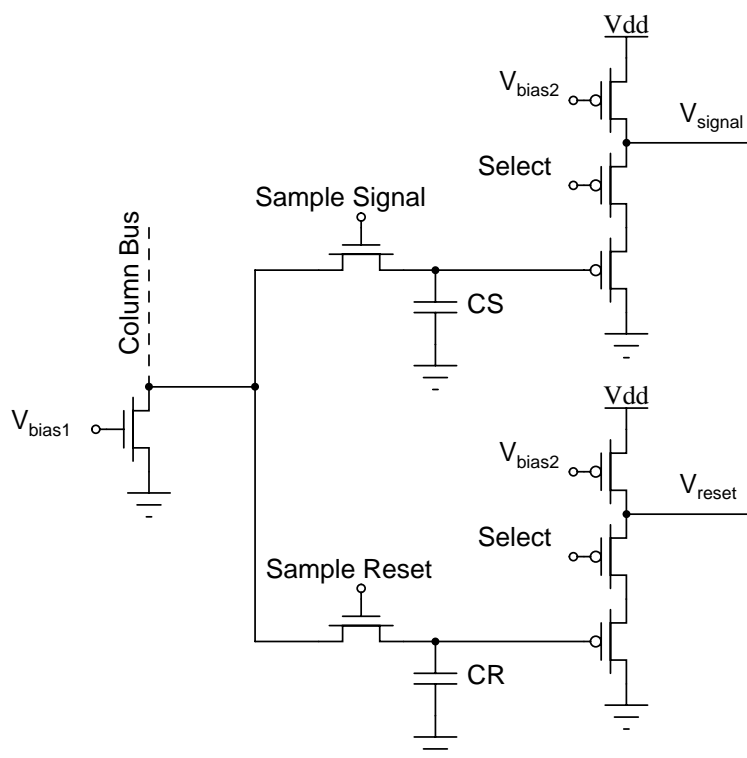 Vdd
Vbias2
Vsignal
Select
Sample Signal
Column Bus
CS
Vbias1
Vdd
Vbias2
Vreset
Select
Sample Reset
CR